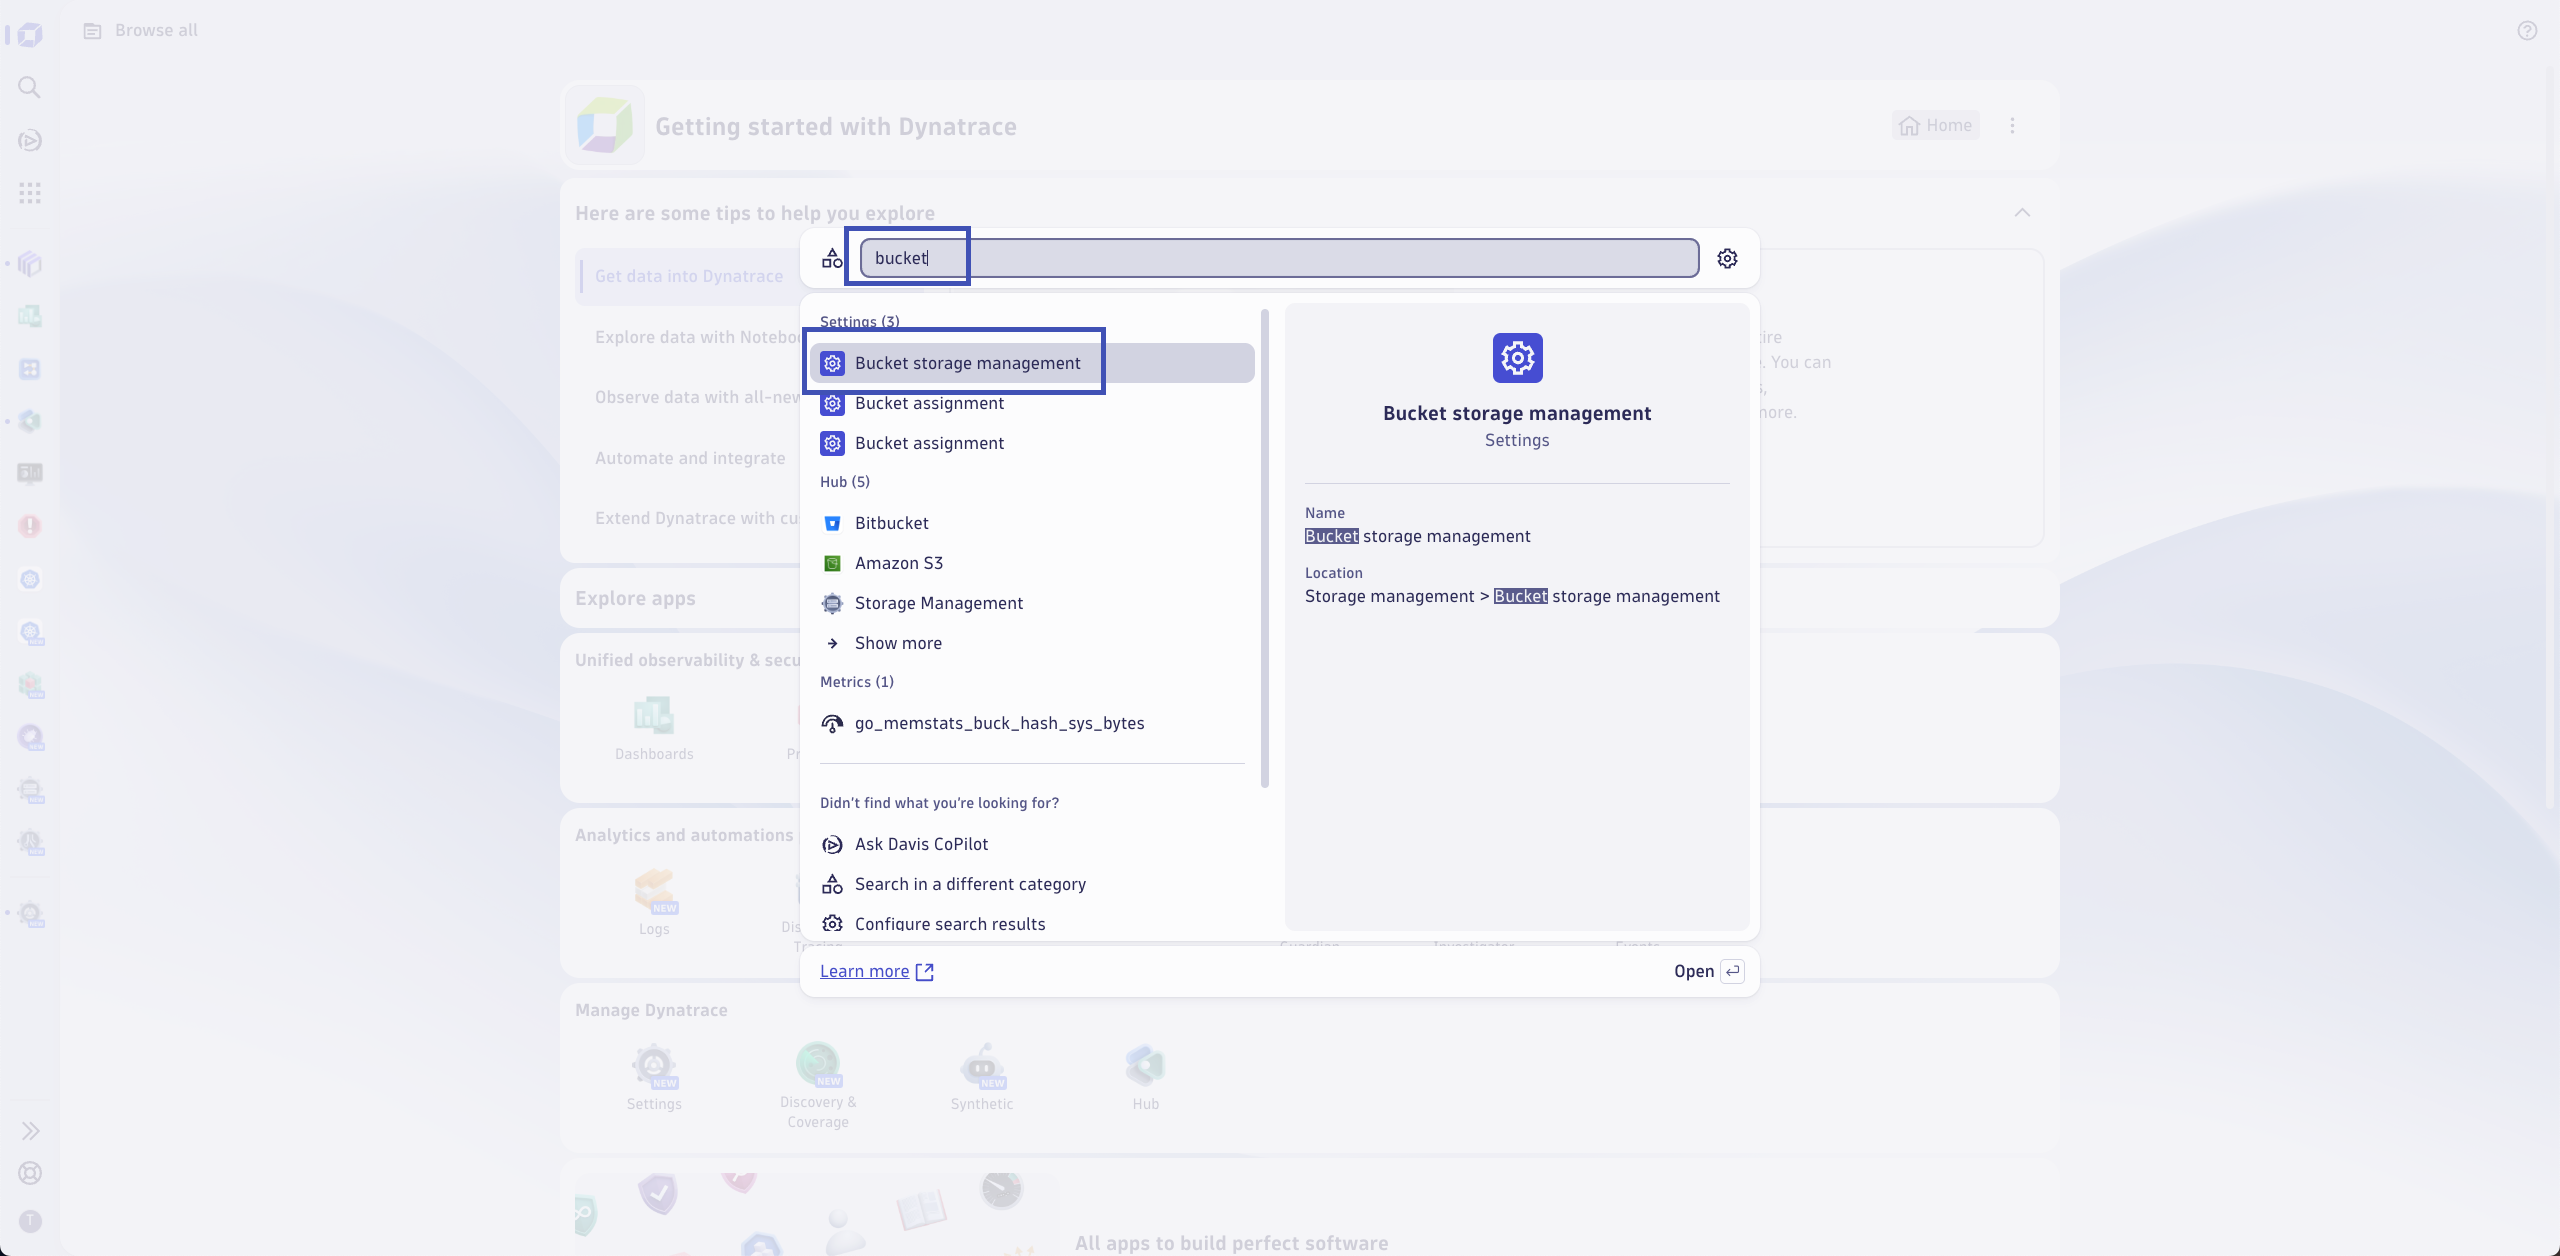 Browse all
Getting started with Dynatrace
Home
Here are some tips to help you explore
Get data into Dynatrace
Explore data with Notebo
Observe data with all-new
Automate and integrate
Extend Dynatrace with cu
. You can
more.
bucket
Settings (3)
Bucket storage management
Bucket assignment
Bucket assignment
Hub (5)
Bitbucket
Amazon S3
Storage Management
Show more
Metrics (1)
go_memstats_buck_hash_sys_bytes
Didn't find what you're looking for?
Ask Davis CoPilot
Search in a different category
Configure search results
Bucket storage management
Settings
Name
Bucket storage management
Location
Storage management > Bucket storage management
Learn more
Open
Explore apps
Unified observability & secu
Dashboards
Analytics and automations
NEW
Logs
Manage Dynatrace
NEW
Settings
NEW
Discovery &
Coverage
NEW
Synthetic
Hub
T
All apps to build perfect software